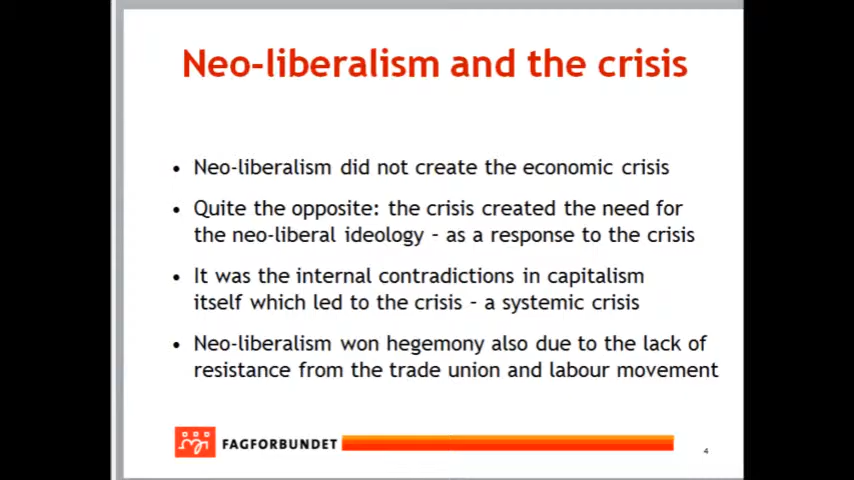 Neo-liberalism and the crisis
• Neo-liberalism did not create the economic crisis
• Quite the opposite: the crisis created the need for
the neo-liberal ideology – as a response to the crisis
• It was the internal contradictions in capitalism
itself which led to the crisis – a systemic crisis
• Neo-liberalism won hegemony also due to the lack of
resistance from the trade union and labour movement
FAGFORBUNDET
4